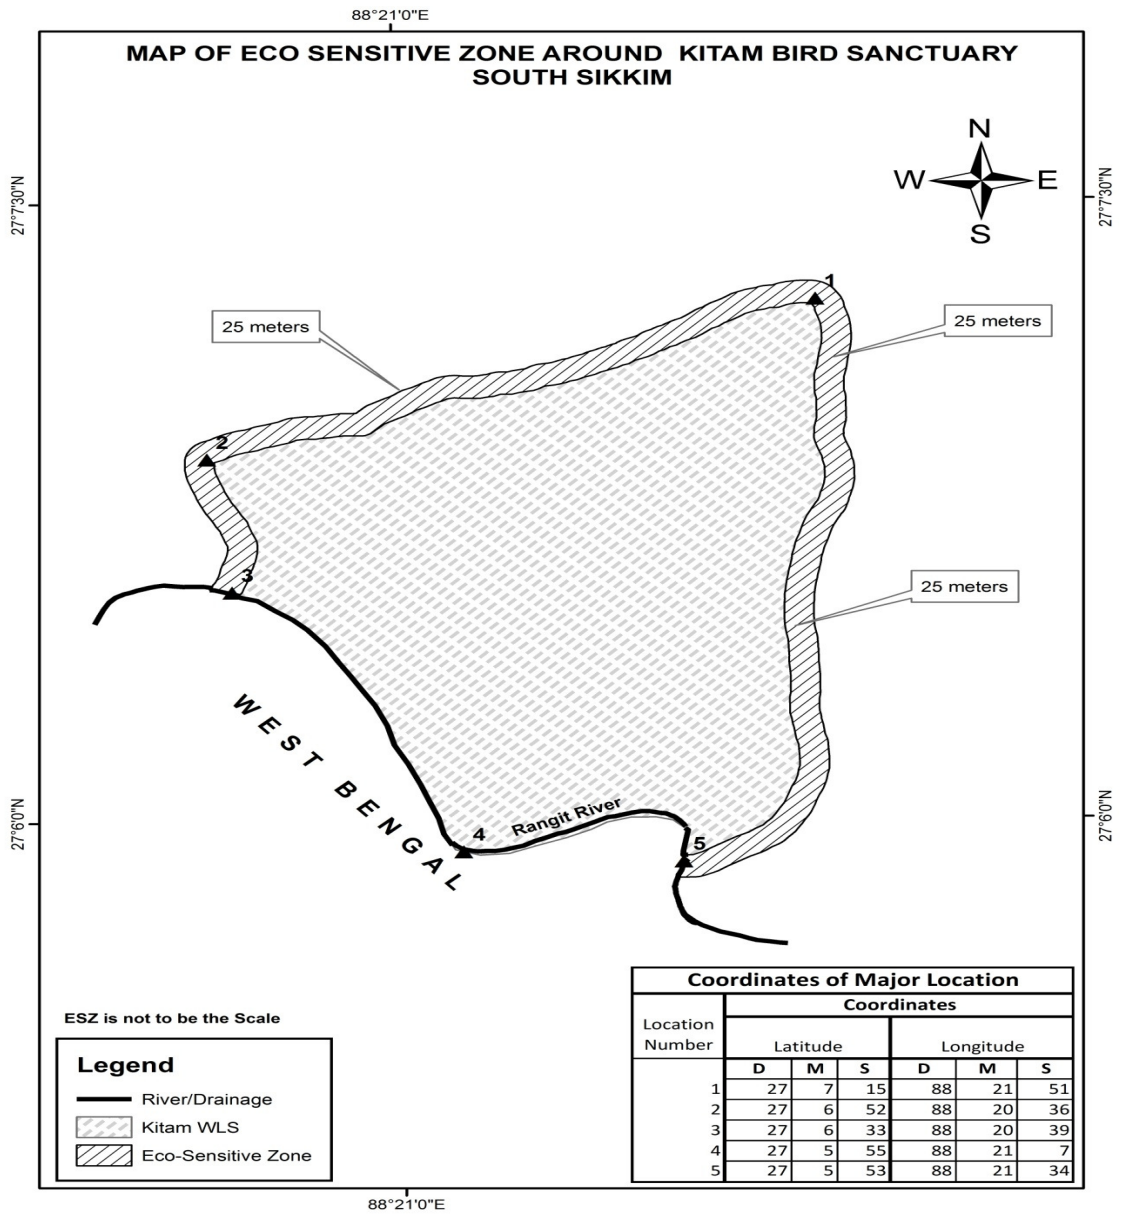 88°21'0"E
MAP OF ECO SENSITIVE ZONE AROUND KITAM BIRD SANCTUARY
SOUTH SIKKIM
N
W E
S
27°7'30"N
27°7'30"N
1
25 meters
25 meters
2
3
25 meters
WEST BENGAL
Rangit River
4
5
27°6'0"N
27°6'0"N
ESZ is not to be the Scale
Legend
River/Drainage
Kitam WLS
Eco-Sensitive Zone
Coordinates of Major Location
Location Number Coordinates
Latitude Longitude
D M S D M S
1 27 7 15 88 21 51
2 27 6 52 88 20 36
3 27 6 33 88 20 39
4 27 5 55 88 21 7
5 27 5 53 88 21 34
88°21'0"E